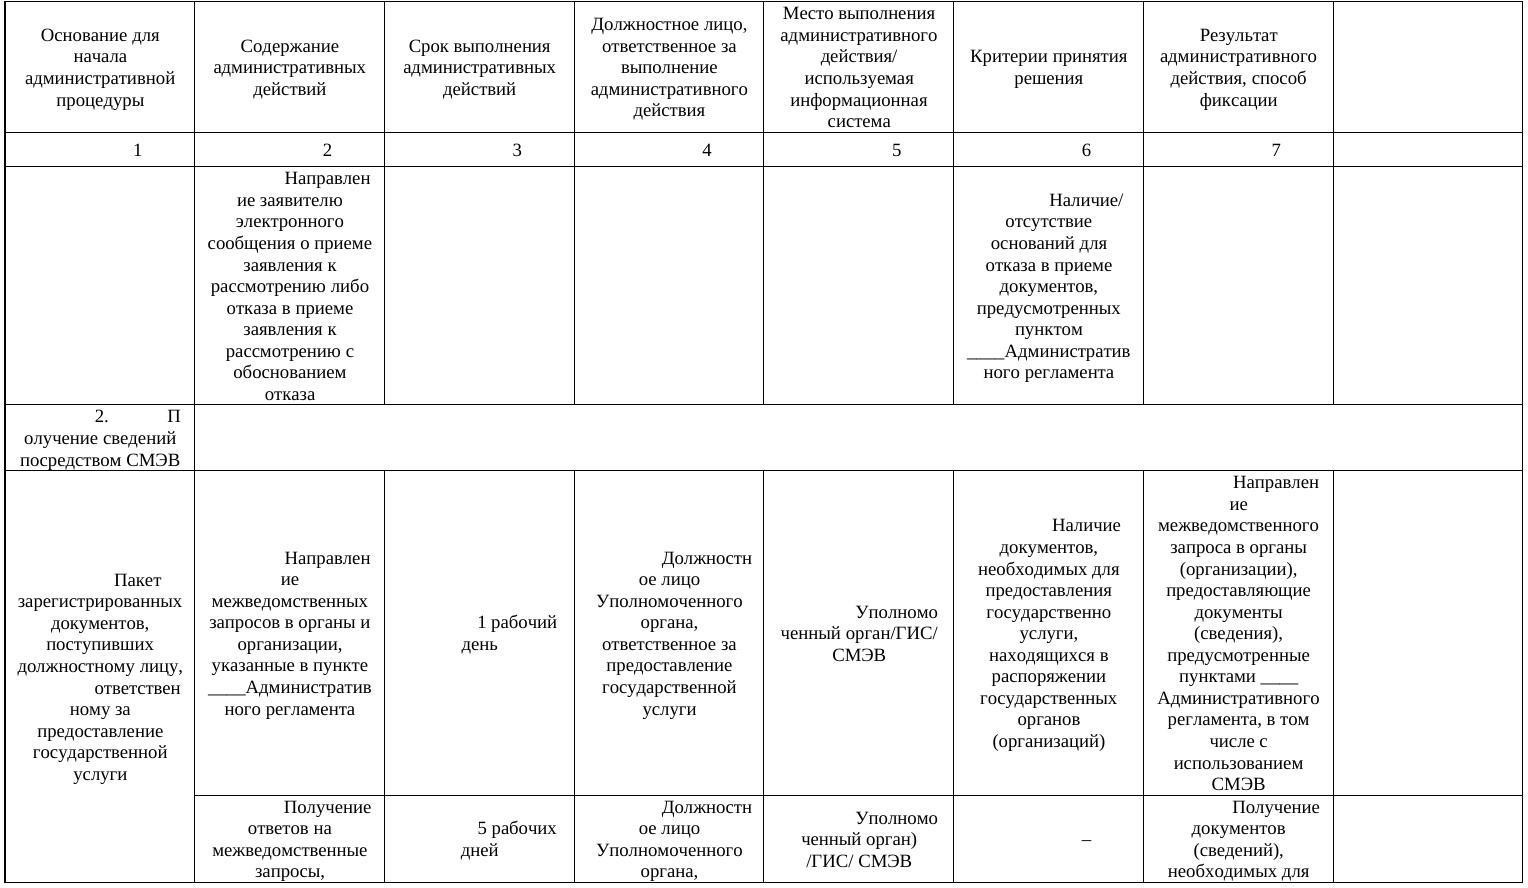 Основание для
начала
административной
процедуры
Содержание
административных
действий
Срок выполнения
административных
действий
Должностное лицо,
ответственное за
выполнение
административного
действия
Место выполнения
административного
действия/
используемая
информационная
система
Критерии принятия
решения
Результат
административного
действия, способ
фиксации
1
2
3
4
5
6
7
Направлен
ие заявителю
электронного
сообщения о приеме
заявления к
рассмотрению либо
отказа в приеме
заявления к
рассмотрению с
обоснованием
отказа
Наличие/
отсутствие
оснований для
отказа в приеме
документов,
предусмотренных
пунктом
____Административ
ного регламента
2. П
олучение сведений
посредством СМЭВ
Пакет
зарегистрированных
документов,
поступивших
должностному лицу,
ответствен
ному за
предоставление
государственной
услуги
Направлен
ие
межведомственных
запросов в органы и
организации,
указанные в пункте
____Административ
ного регламента
1 рабочий
день
Должностн
ое лицо
Уполномоченного
органа,
ответственное за
предоставление
государственной
услуги
Уполномо
ченный орган/ГИС/
СМЭВ
Наличие
документов,
необходимых для
предоставления
государственно
услуги,
находящихся в
распоряжении
государственных
органов
(организаций)
Направлен
ие
межведомственного
запроса в органы
(организации),
предоставляющие
документы
(сведения),
предусмотренные
пунктами ____
Административного
регламента, в том
числе с
использованием
СМЭВ
Получение
ответов на
межведомственные
запросы,
5 рабочих
дней
Должностн
ое лицо
Уполномоченного
органа,
Уполномо
ченный орган)
/ГИС/ СМЭВ
–
Получение
документов
(сведений),
необходимых для